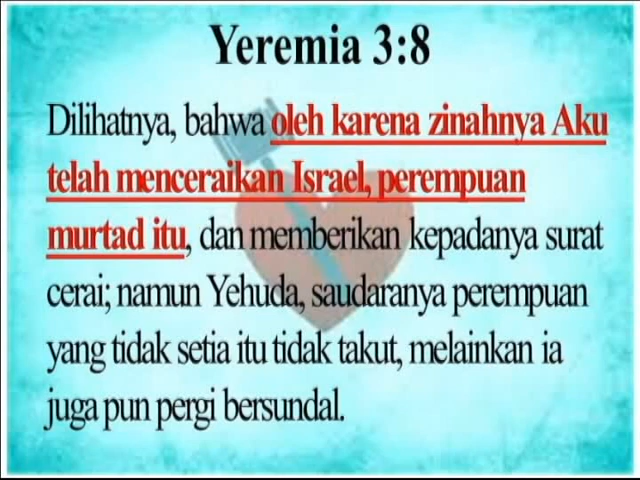 Yeremia 3:8
Dilihatnya, bahwa oleh karena zinahnya Aku
telah menceraikan Israel, perempuan
murtad itu, dan memberikan kepadanya surat
cerai; namun Yehuda, saudaranya perempuan
yang tidak setia itu tidak takut, melainkan ia
juga pun pergi bersundal.